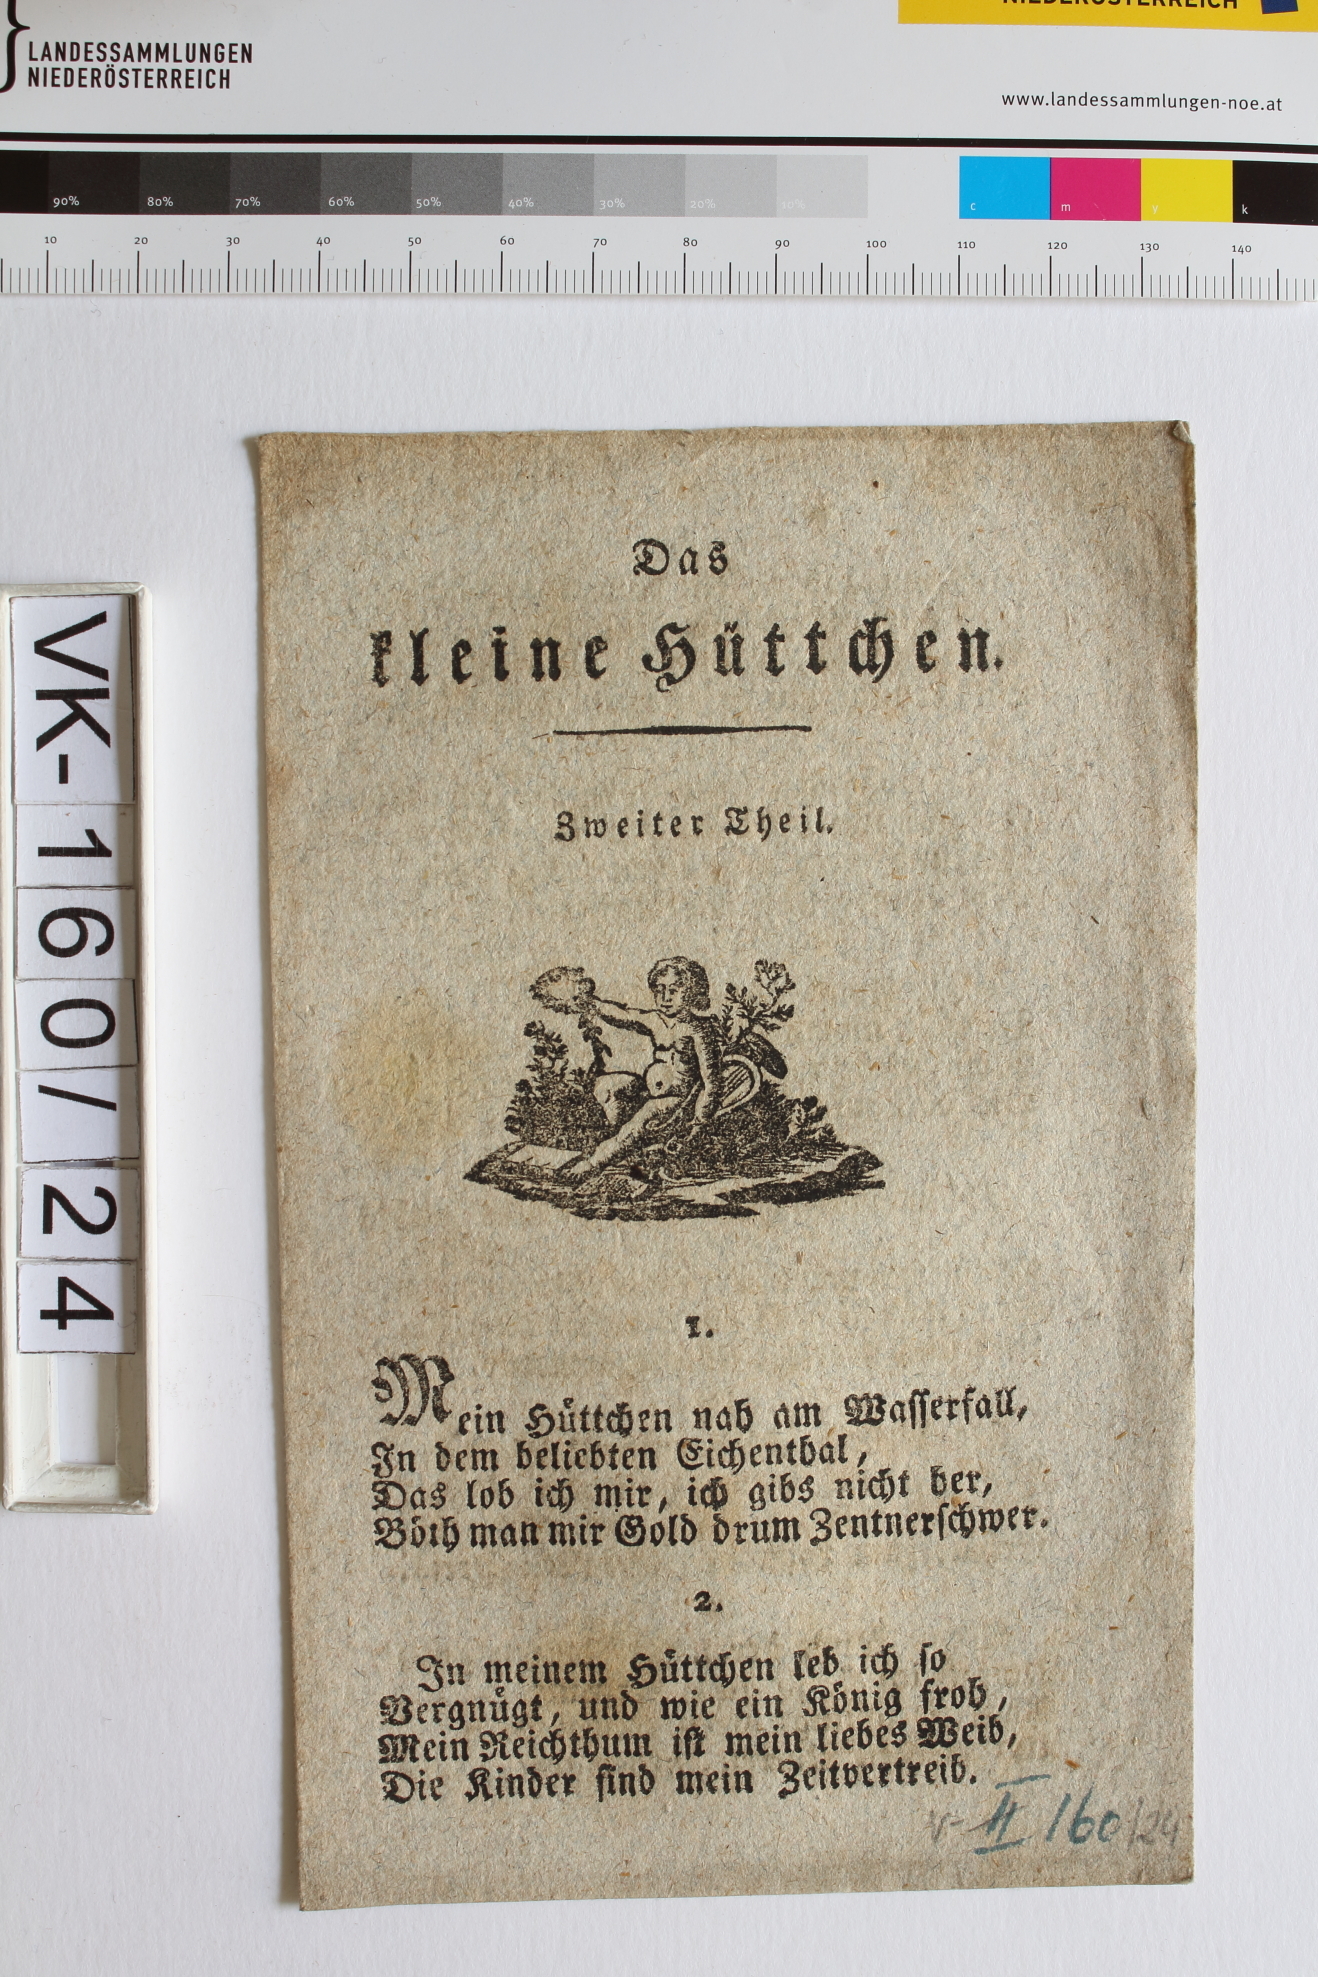 NIEDERÖSTERREICH
LANDESSAMMLUNGEN
NIEDERÖSTERREICH
www.landessammlungen-noe.at
90% 80% 70% 60% 50% 40% 30% 20% 10% c m y k
10 20 30 40 50 60 70 80 90 100 110 120 130 140
VK-160/24
Das
kleine Hüttchen.
Zweiter Theil.
1.
Mein Hüttchen nah am Wasserfall,
In dem beliebten Eichenthal,
Das lob ich mir, ich gibs nicht her,
Böth man mir Gold drum Zentnerschwer.
2.
In meinem Hüttchen leb ich so
Vergnügt, und wie ein König froh,
Mein Reichthum ist mein liebes Weib,
Die Kinder sind mein Zeitvertreib.
V- II 160/24